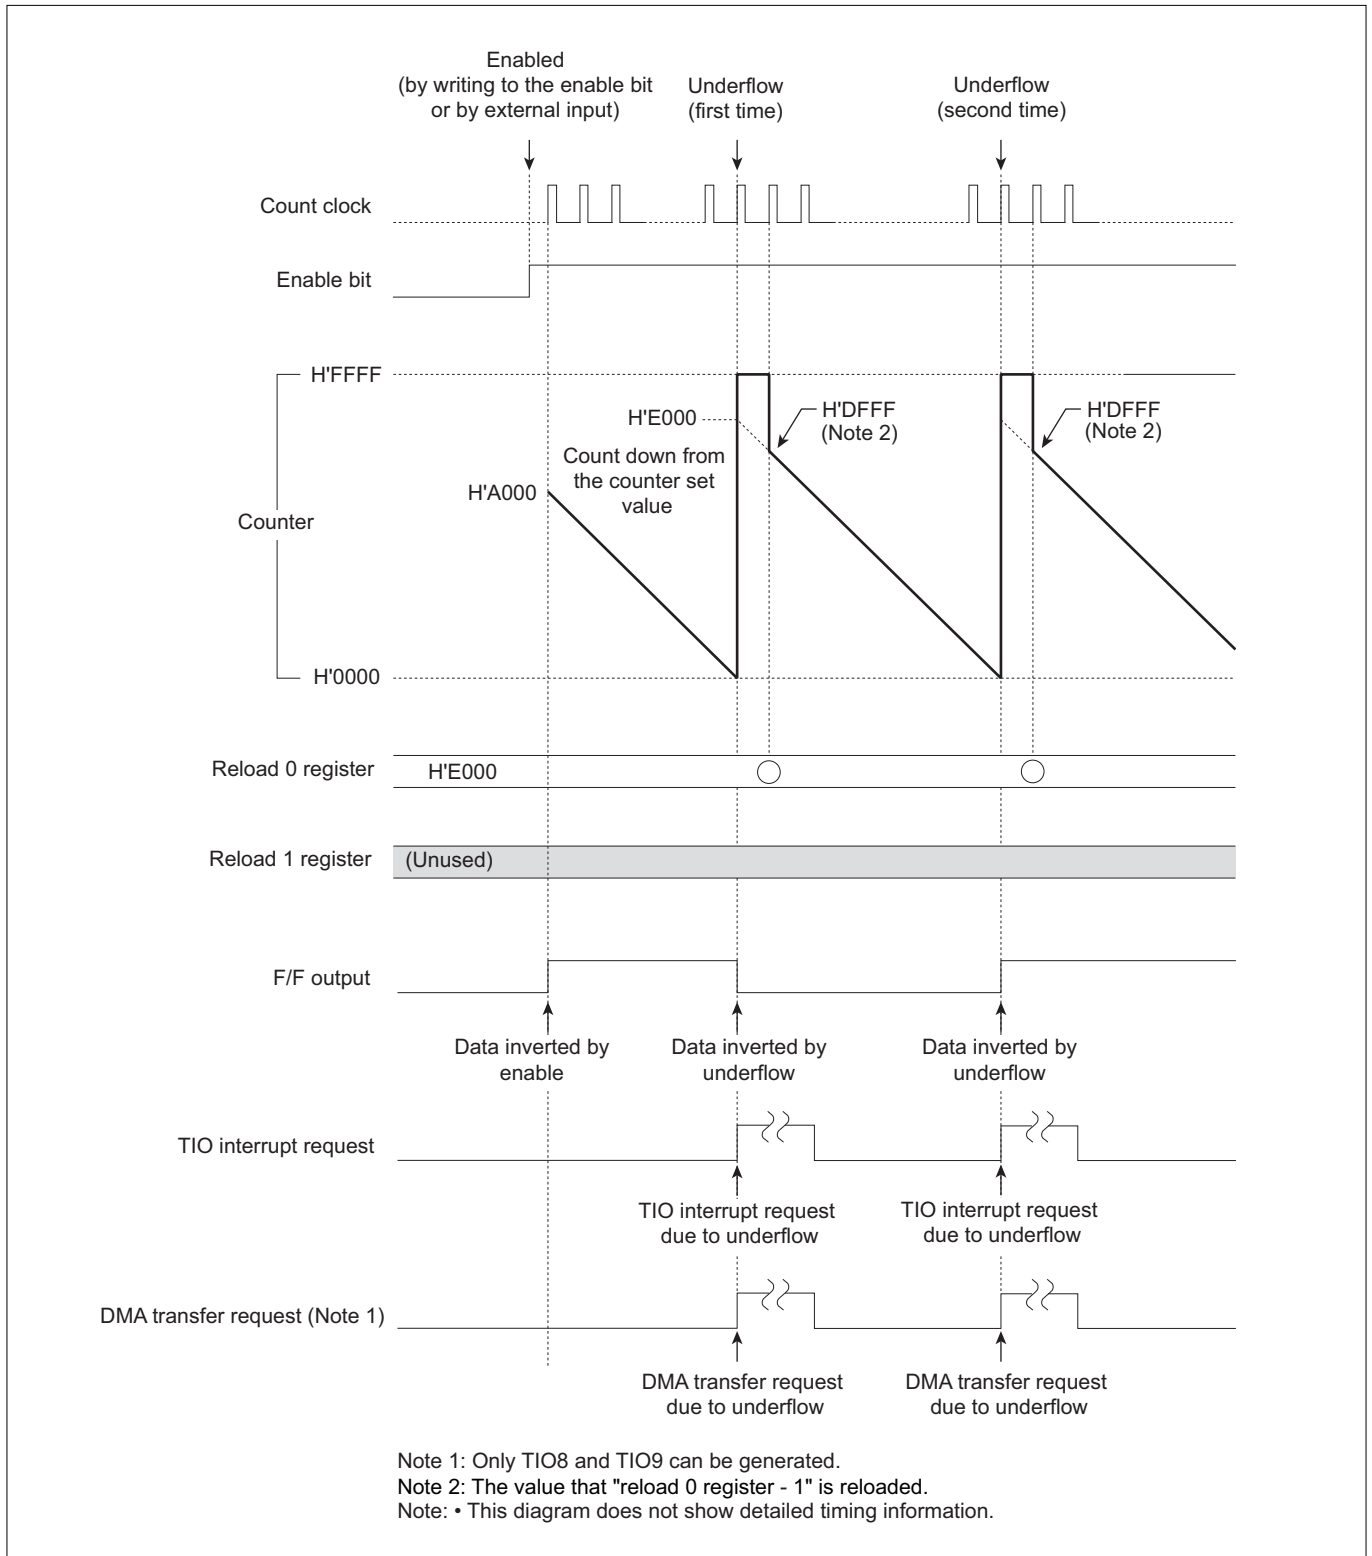 Enabled
(by writing to the enable bit
or by external input)
Underflow
(first time)
Underflow
(second time)
Count clock
Enable bit
H'FFFF
H'E000
H'DFFF
(Note 2)
H'DFFF
(Note 2)
Count down from
the counter set
value
H'A000
Counter
H'0000
Reload 0 register
H'E000
Reload 1 register
(Unused)
F/F output
Data inverted by
enable
Data inverted by
underflow
Data inverted by
underflow
TIO interrupt request
TIO interrupt request
due to underflow
TIO interrupt request
due to underflow
DMA transfer request (Note 1)
DMA transfer request
due to underflow
DMA transfer request
due to underflow
Note 1: Only TIO8 and TIO9 can be generated.
Note 2: The value that "reload 0 register - 1" is reloaded.
Note: • This diagram does not show detailed timing information.